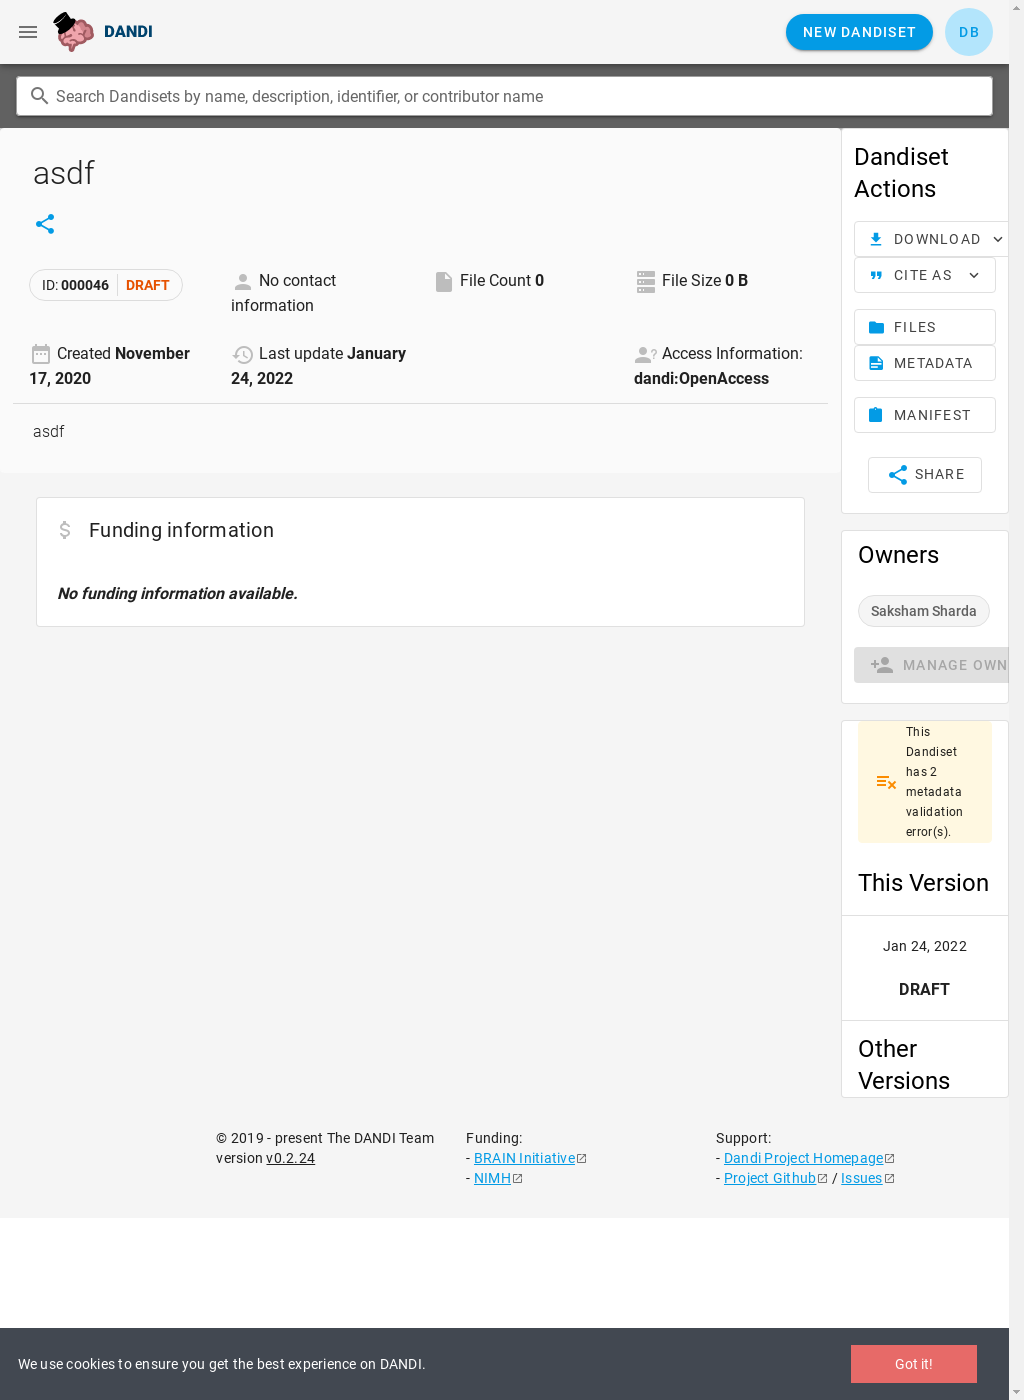 DANDI
NEW DANDISET
DB
Search Dandisets by name, description, identifier, or contributor name
asdf
ID: 000046 DRAFT
No contact
information
File Count 0
File Size 0 B
Created November
17, 2020
Last update January
24, 2022
Access Information:
dandi:OpenAccess
asdf
Funding information
No funding information available.
Dandiset
Actions
DOWNLOAD
CITE AS
FILES
METADATA
MANIFEST
SHARE
Owners
Saksham Sharda
MANAGE OWN
This
Dandiset
has 2
metadata
validation
error(s).
This Version
Jan 24, 2022
DRAFT
Other
Versions
© 2019 - present The DANDI Team
version v0.2.24
Funding:
- BRAIN Initiative
- NIMH
Support:
- Dandi Project Homepage
- Project Github / Issues
We use cookies to ensure you get the best experience on DANDI.
Got it!